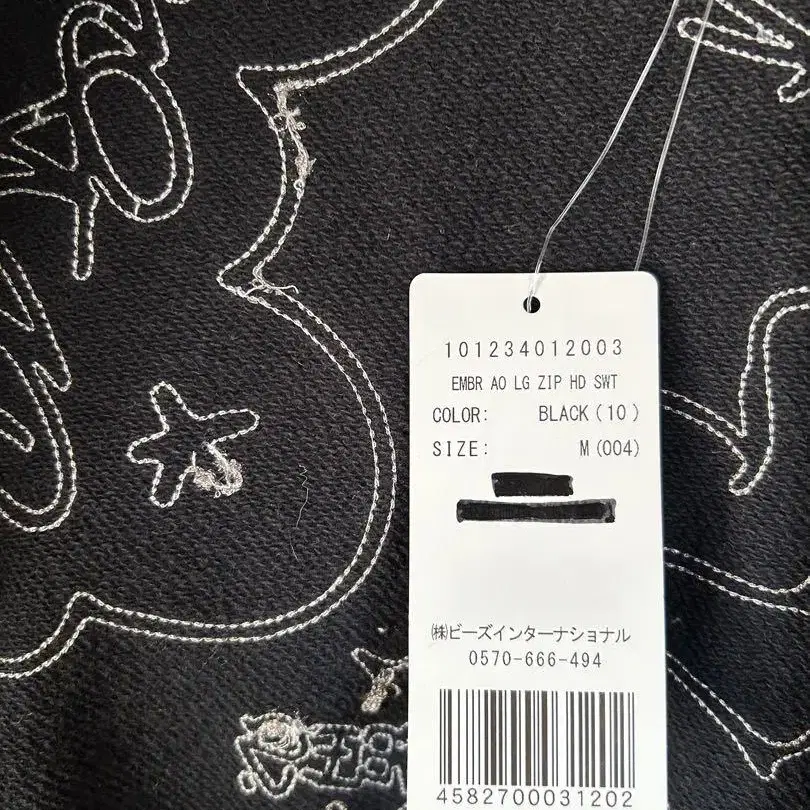 101234012003
EMBR AO LG ZIP HD SWT
COLOR: BLACK(10)
SIZE: M(004)
㈱ビーズインターナショナル
0570-666-494
4582700031202